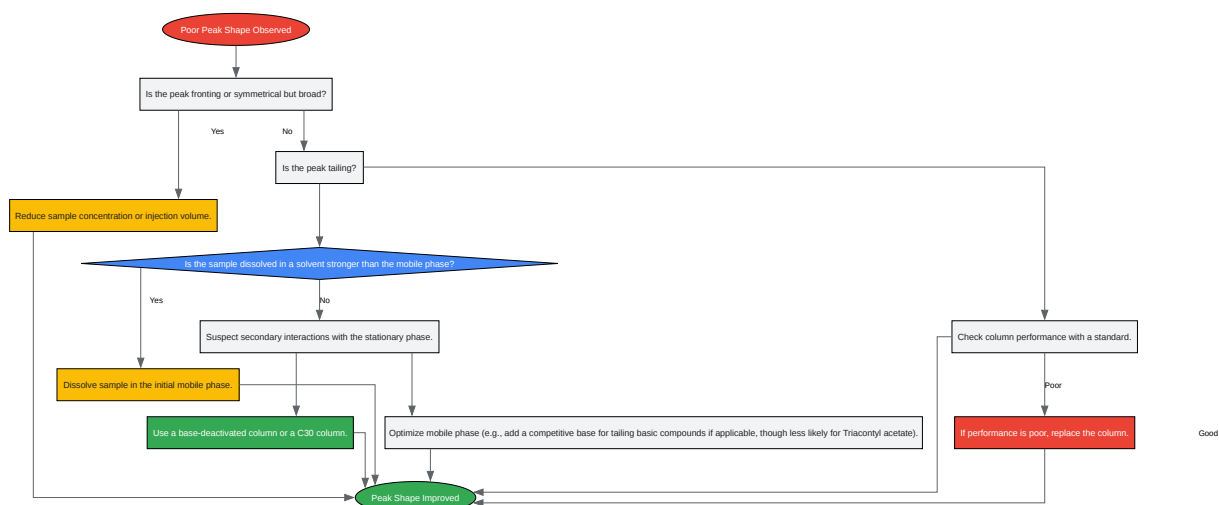 Poor Peak Shape Observed
Is the peak fronting or symmetrical but broad?
Yes
No
Is the peak tailing?
Reduce sample concentration or injection volume.
Is the sample dissolved in a solvent stronger than the mobile phase?
Yes
No
Suspect secondary interactions with the stationary phase.
Check column performance with a standard.
Dissolve sample in the initial mobile phase.
Poor
Use a base-deactivated column or a C30 column.
Optimize mobile phase (e.g., add a competitive base for tailing basic compounds if applicable, though less likely for Triacontyl acetate).
If performance is poor, replace the column.
Good
Peak Shape Improved